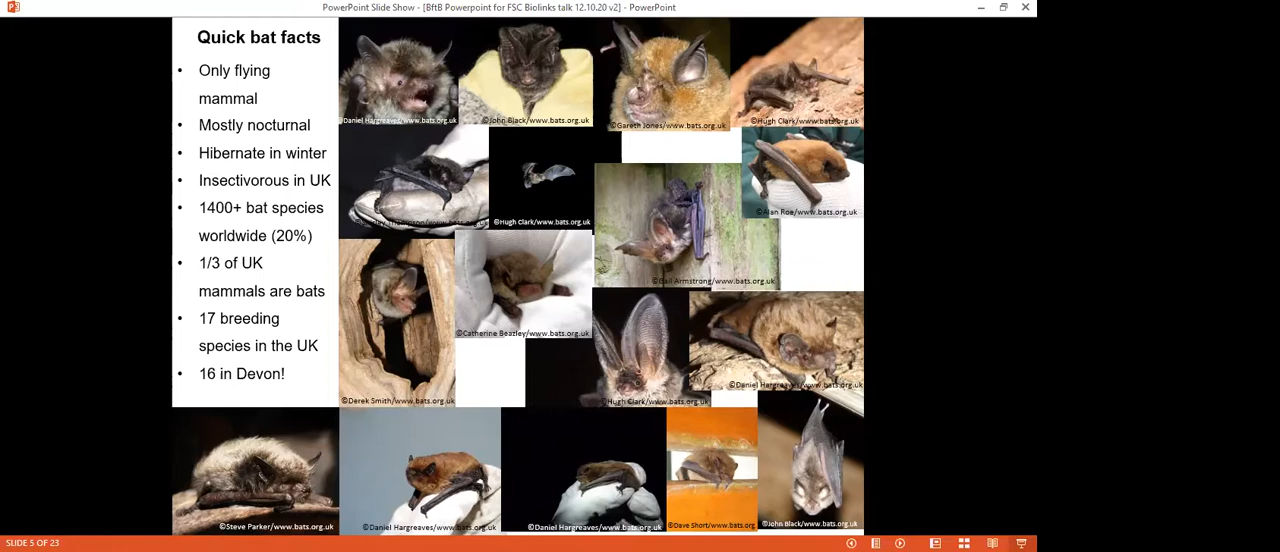 PowerPoint Slide Show - [BftB Powerpoint for FSC Biolinks talk 12.10.20 v2] - PowerPoint
Quick bat facts
• Only flying
mammal
• Mostly nocturnal
• Hibernate in winter
• Insectivorous in UK
• 1400+ bat species
worldwide (20%)
• 1/3 of UK
mammals are bats
• 17 breeding
species in the UK
• 16 in Devon!
©Daniel Hargreaves/www.bats.org.uk
©John Black/www.bats.org.uk
©Gareth Jones/www.bats.org.uk
©Hugh Clark/www.bats.org.uk
©Hugh Clark/www.bats.org.uk
©Alan Roe/www.bats.org.uk
©Gail Armstrong/www.bats.org.uk
©Catherine Beazley/www.bats.org.uk
©Derek Smith/www.bats.org.uk
©Hugh Clark/www.bats.org.uk
©Daniel Hargreaves/www.bats.org.uk
©Steve Parker/www.bats.org.uk
©Daniel Hargreaves/www.bats.org.uk
©Daniel Hargreaves/www.bats.org.uk
©Dave Short/www.bats.org
©John Black/www.bats.org.uk
SLIDE 5 OF 23